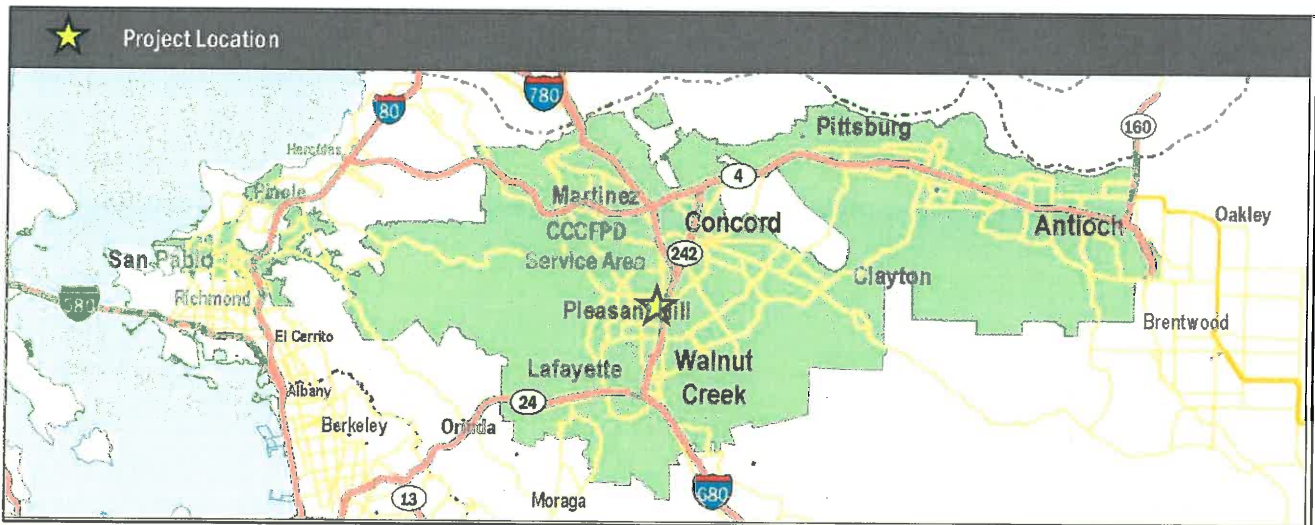 Project Location
780
80
Pittsburg
160
Hercules
4
Pinole
Martinez
Concord
Oakley
CCCFPD
Service Area
Antioch
San Pablo
242
Clayton
Richmond
Pleasant Hill
Brentwood
El Cerrito
Lafayette
Walnut
Creek
Albany
24
Berkeley
Orinda
680
13
Moraga